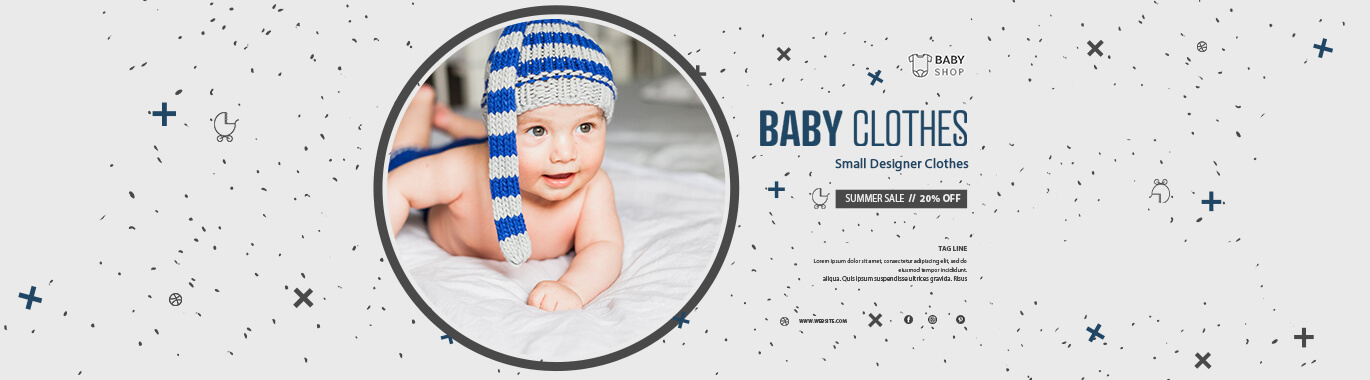 BABY
SHOP
BABY CLOTHES
Small Designer Clothes
SUMMER SALE // 20% OFF
TAG LINE
Lorem ipsum dolor sit amet, consectetur adipiscing elit, sed do
eiusmod tempor incididunt.
aliqua. Quis ipsum suspendisse ultrices gravida. Risus
WWW.WEBSITE.COM